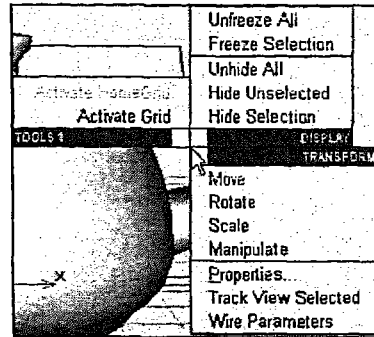 Unfreeze All
Freeze Selection
Unhide All
Activate HomeGrid
Hide Unselected
Activate Grid
Hide Selection
TOOLS 1
DISPLAY
TRANSFORM
Move
Rotate
Scale
Manipulate
Properties...
Track View Selected
Wire Parameters
x